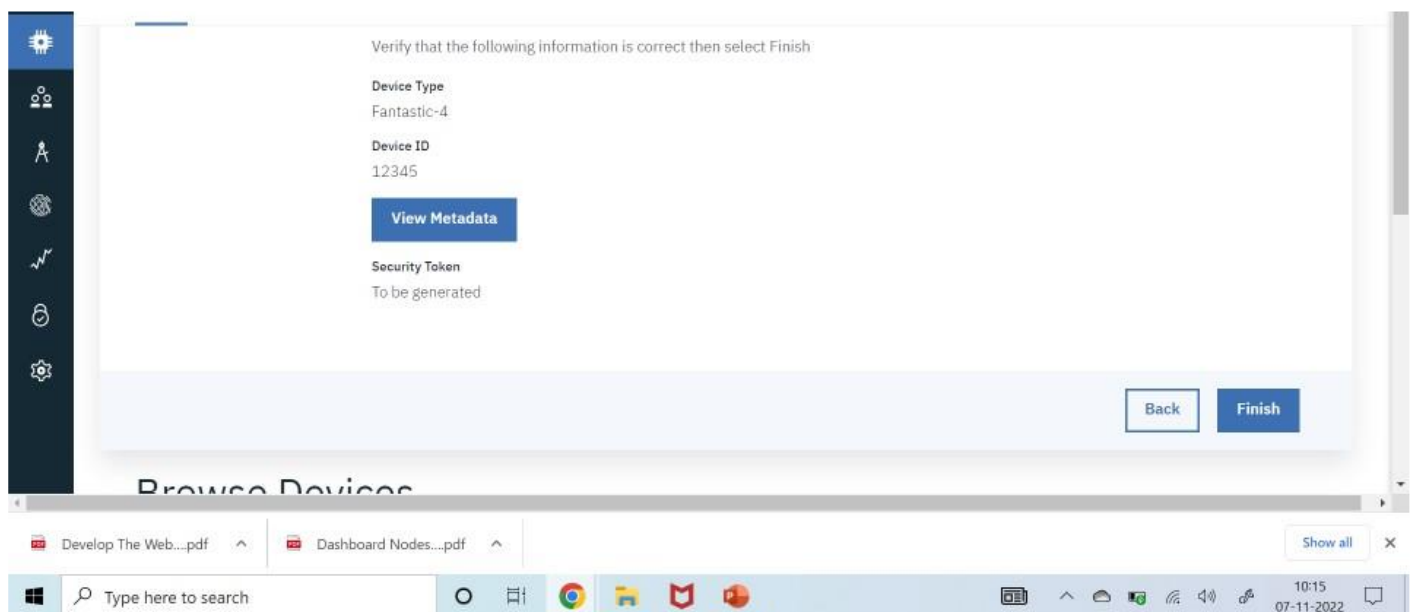 Verify that the following information is correct then select Finish
Device Type
Fantastic-4
Device ID
12345
View Metadata
Security Token
To be generated
Back
Finish
Browse Devices
Develop The Web....pdf
Dashboard Nodes....pdf
Show all
Type here to search
10:15
07-11-2022